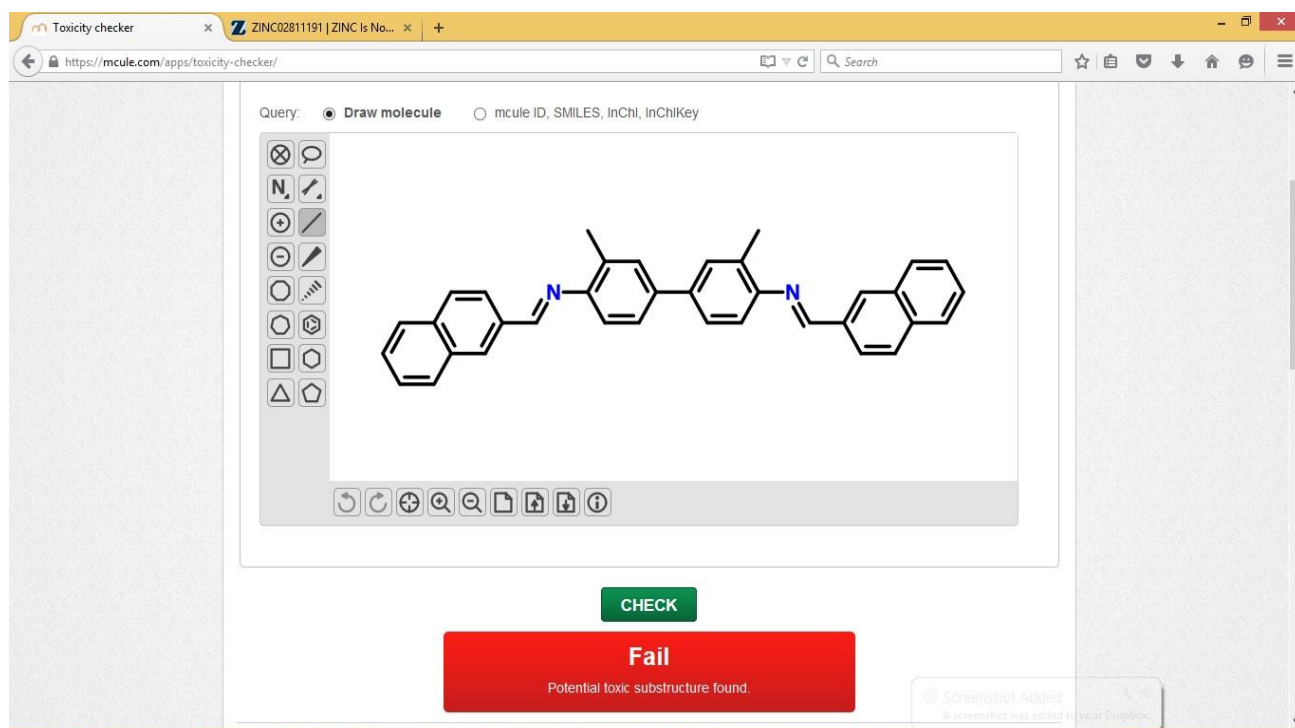 Toxicity checker
ZINC02811191 | ZINC Is No...
https://mcule.com/apps/toxicity-checker/
Search
Query: Draw molecule mcule ID, SMILES, InChI, InChIKey
N
N N
CHECK
Fail
Potential toxic substructure found.
Screenshot Added
A screenshot was added to your Dropbox.